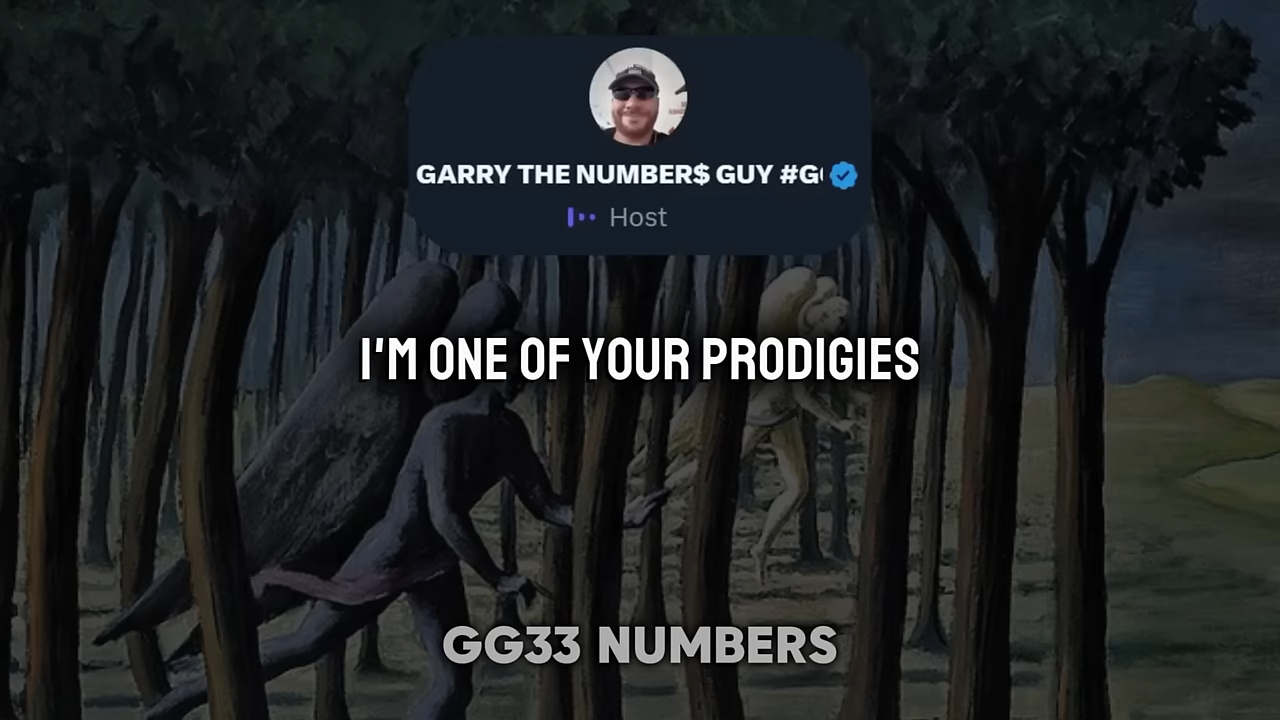 GARRY THE NUMBER$ GUY #G
Host
I'M ONE OF YOUR PRODIGIES
GG33 NUMBERS